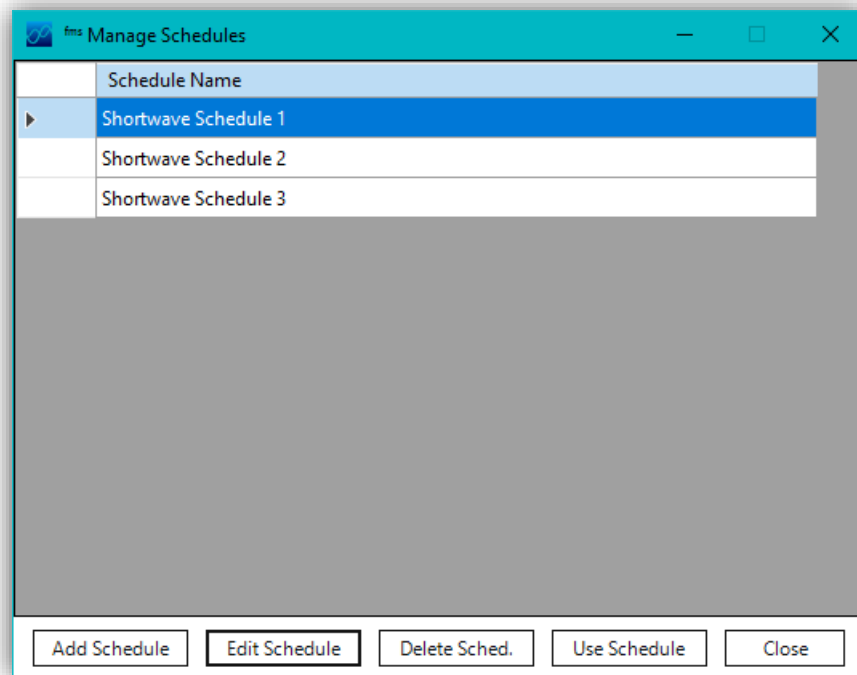 fms Manage Schedules
Schedule Name
Shortwave Schedule 1
Shortwave Schedule 2
Shortwave Schedule 3
Add Schedule Edit Schedule Delete Sched. Use Schedule Close